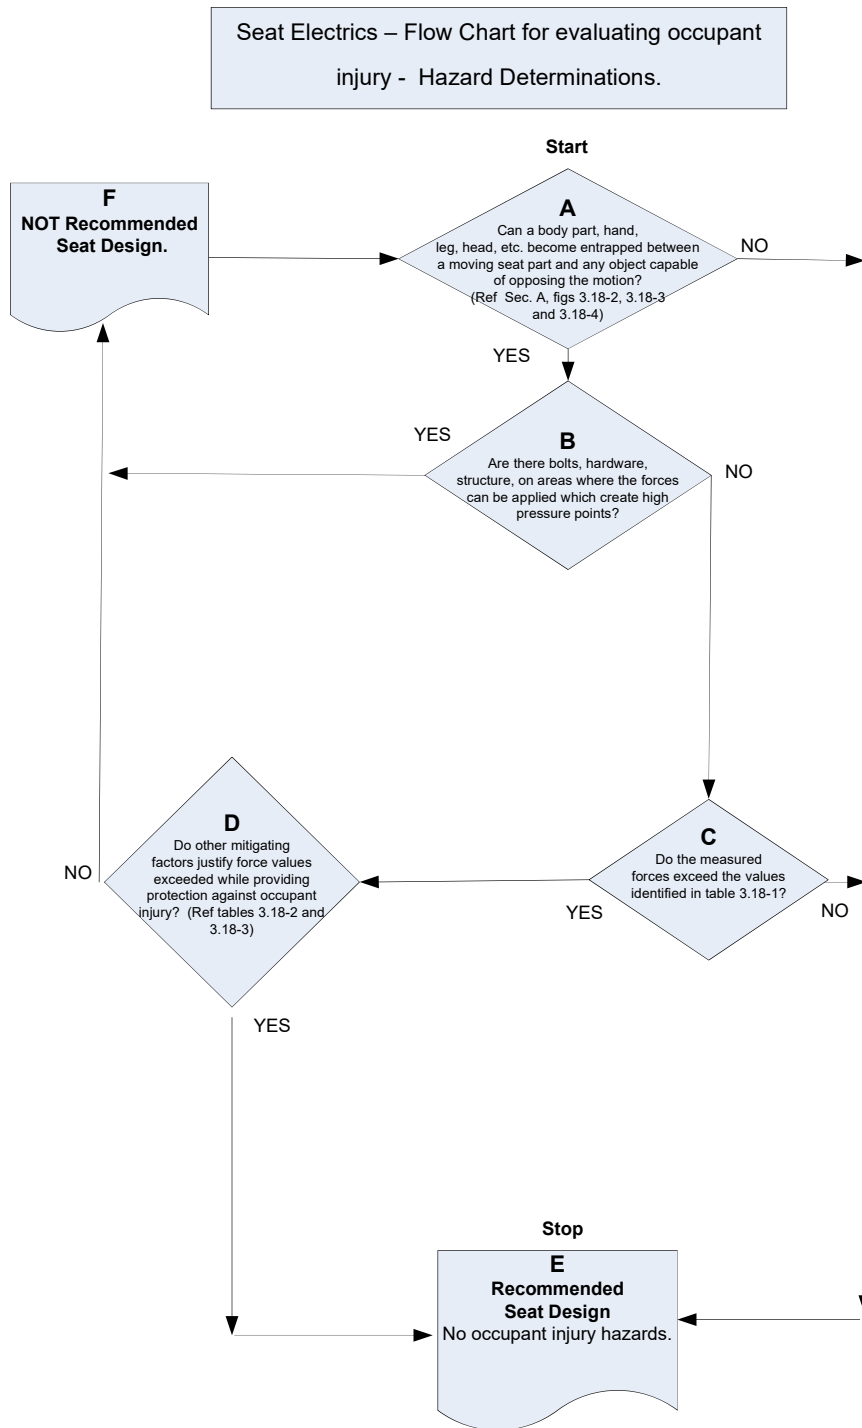 Seat Electrics – Flow Chart for evaluating occupant
injury - Hazard Determinations.
Start
F
NOT Recommended
Seat Design.
A
Can a body part, hand,
leg, head, etc. become entrapped between
a moving seat part and any object capable
of opposing the motion?
(Ref Sec. A, figs 3.18-2, 3.18-3
and 3.18-4)
NO
YES
YES
B
Are there bolts, hardware,
structure, on areas where the forces
can be applied which create high
pressure points?
NO
D
Do other mitigating
factors justify force values
exceeded while providing
protection against occupant
injury? (Ref tables 3.18-2 and
3.18-3)
NO
YES
C
Do the measured
forces exceed the values
identified in table 3.18-1?
YES
NO
Stop
E
Recommended
Seat Design
No occupant injury hazards.